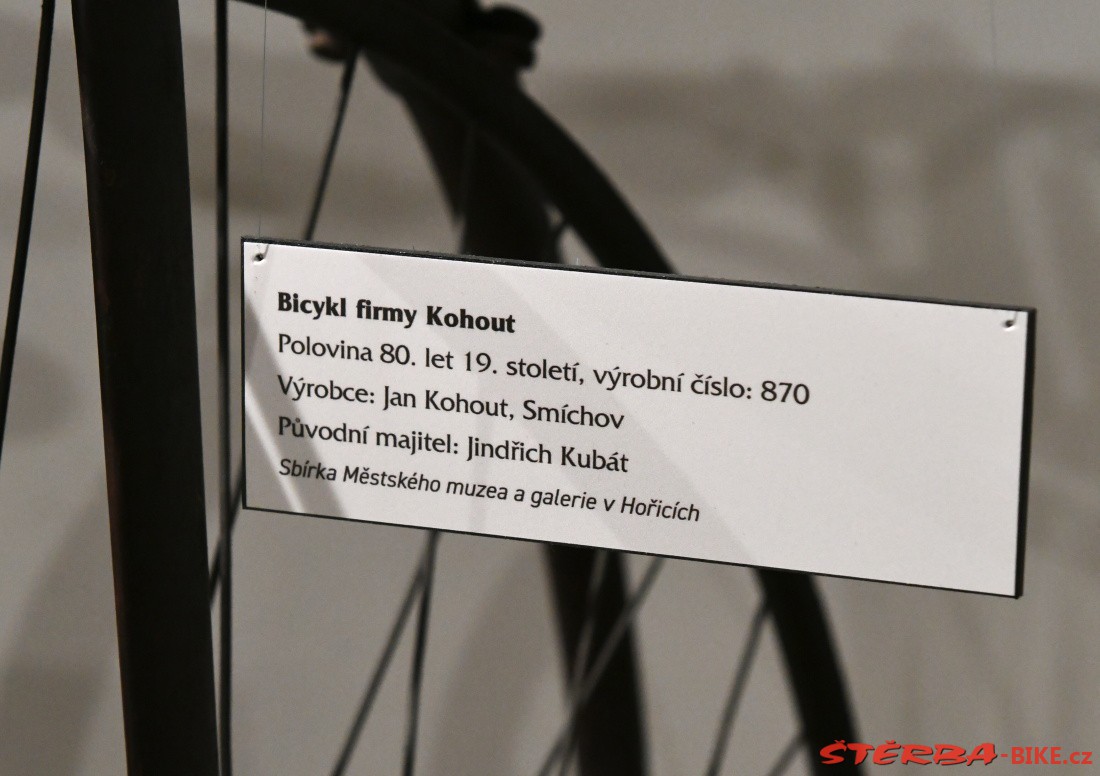 Bicykl firmy Kohout
Polovina 80. let 19. století, výrobní číslo: 870
Výrobce: Jan Kohout, Smíchov
Původní majitel: Jindřich Kubát
Sbírka Městského muzea a galerie v Hořicích
ŠTĚRBA-BIKE.cz